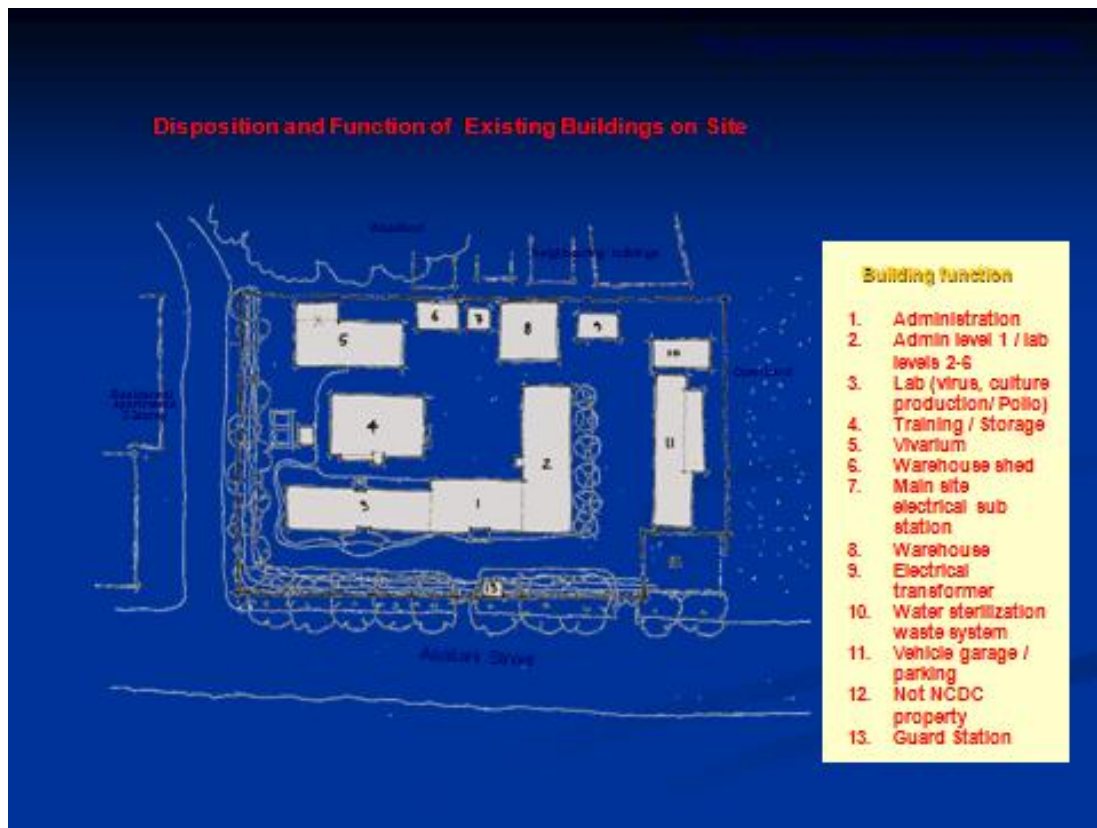 Disposition and Function of Existing Buildings on Site
Woodland
Neighbouring buildings
6
7
8
9
5
10
4
11
2
3
1
13
Street
Building function
1. Administration
2. Admin level 1 / lab
levels 2-6
3. Lab (virus, culture
production/ Polio)
4. Training / Storage
5. Vivarium
6. Warehouse shed
7. Main site
electrical sub
station
8. Warehouse
9. Electrical
transformer
10. Water sterilization
waste system
11. Vehicle garage /
parking
12. Not NCDC
property
13. Guard Station